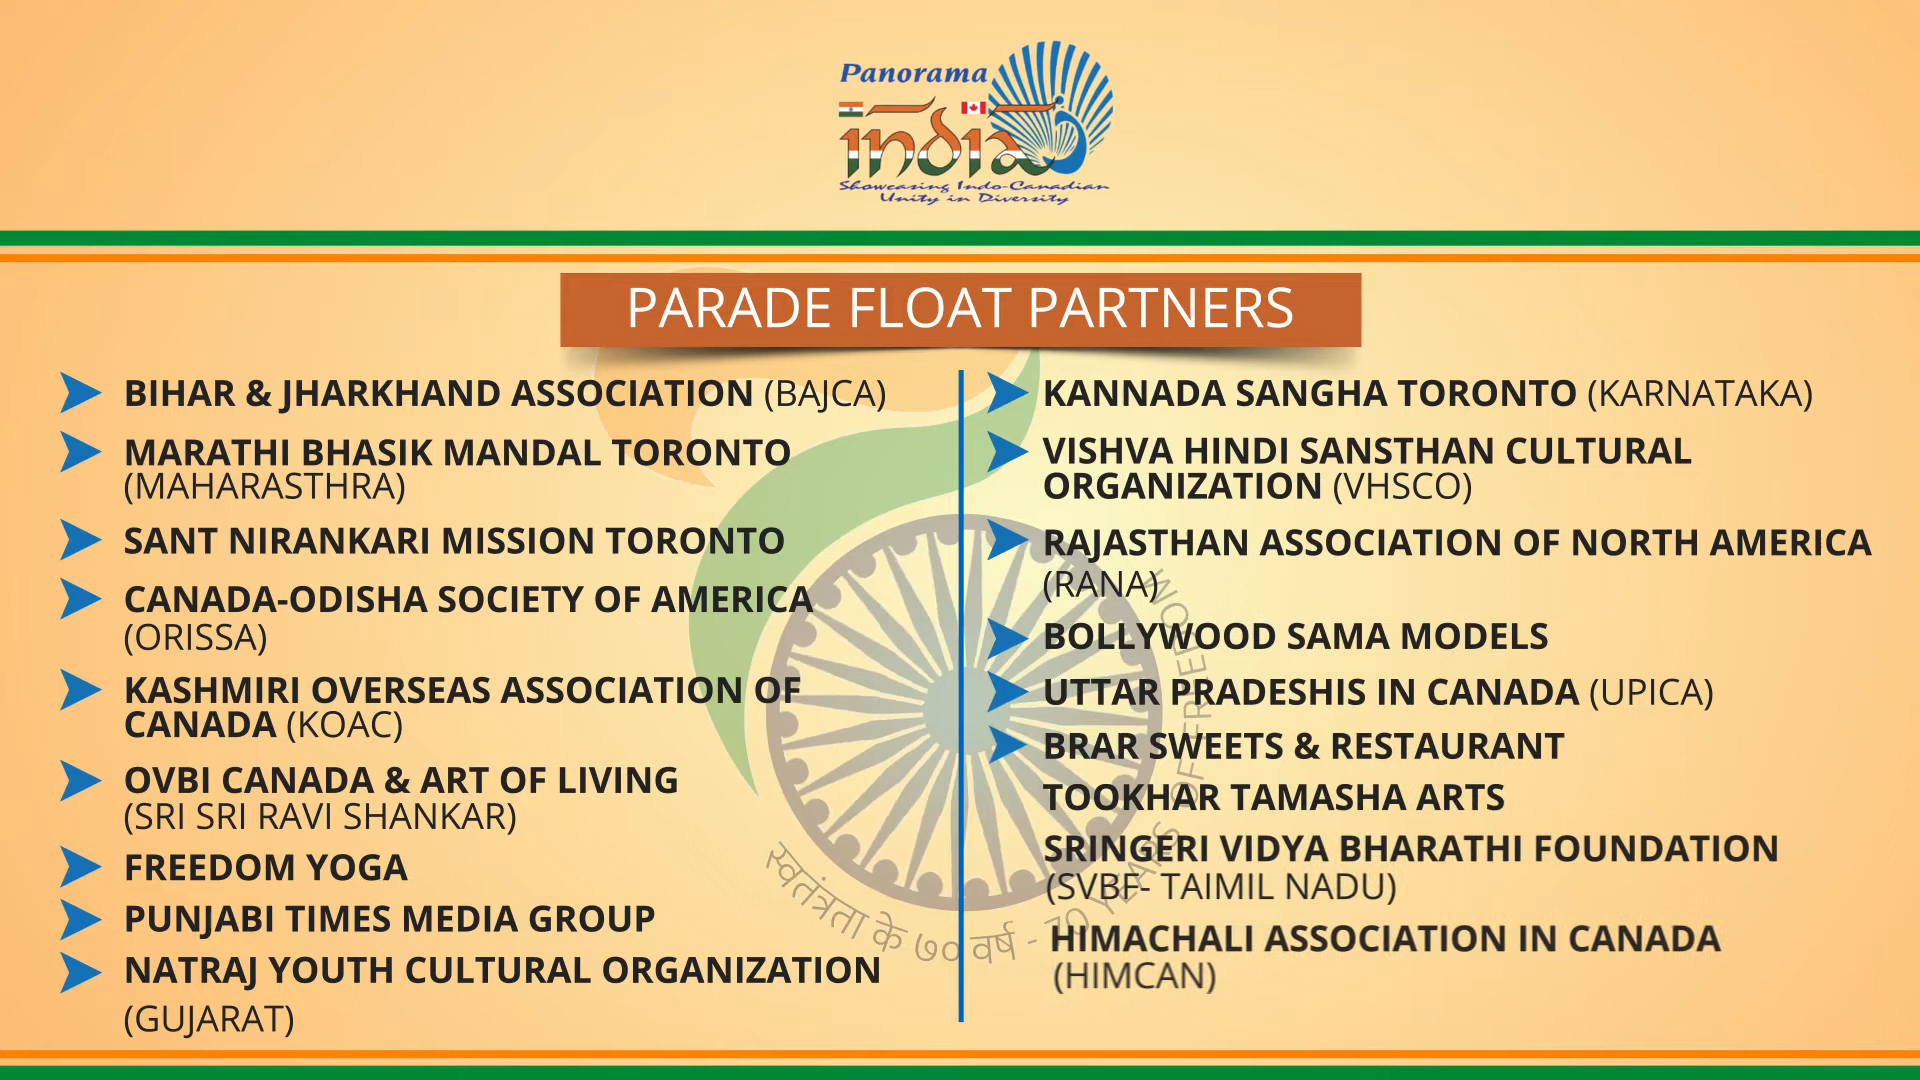 Panorama
india
Showcasing Indo-Canadian
Unity in Diversity
PARADE FLOAT PARTNERS
BIHAR & JHARKHAND ASSOCIATION (BAJCA)
MARATHI BHASIK MANDAL TORONTO
(MAHARASTHRA)
SANT NIRANKARI MISSION TORONTO
CANADA-ODISHA SOCIETY OF AMERICA
(ORISSA)
KASHMIRI OVERSEAS ASSOCIATION OF
CANADA (KOAC)
OVBI CANADA & ART OF LIVING
(SRI SRI RAVI SHANKAR)
FREEDOM YOGA
PUNJABI TIMES MEDIA GROUP
NATRAJ YOUTH CULTURAL ORGANIZATION
(GUJARAT)
KANNADA SANGHA TORONTO (KARNATAKA)
VISHVA HINDI SANSTHAN CULTURAL
ORGANIZATION (VHSCO)
RAJASTHAN ASSOCIATION OF NORTH AMERICA
(RANA)
BOLLYWOOD SAMA MODELS
UTTAR PRADESHIS IN CANADA (UPICA)
BRAR SWEETS & RESTAURANT
TOOKHAR TAMASHA ARTS
SRINGERI VIDYA BHARATHI FOUNDATION
(SVBF- TAIMIL NADU)
HIMACHALI ASSOCIATION IN CANADA
(HIMCAN)
स्वतंत्रता के ७० वर्ष - 70 YEARS OF FREEDOM